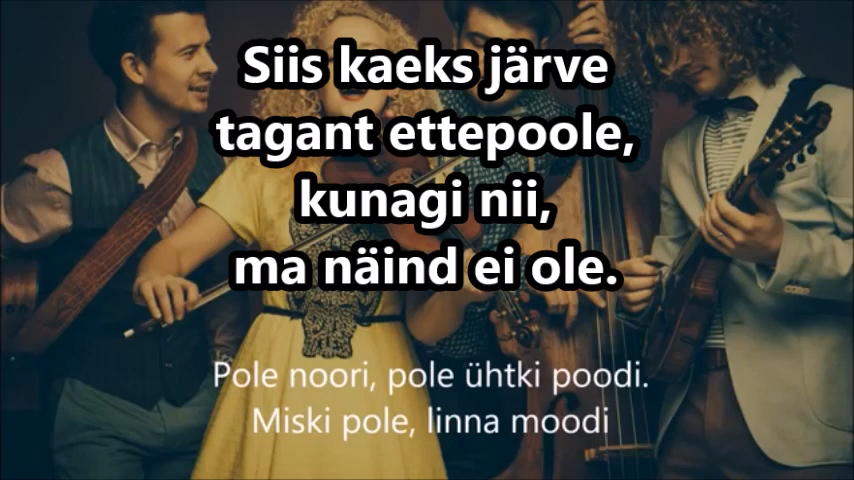 Siis kaeks järve
tagant ettepoole,
kunagi nii,
ma näind ei ole.
Pole noori, pole ühtki poodi.
Miski pole, linna moodi